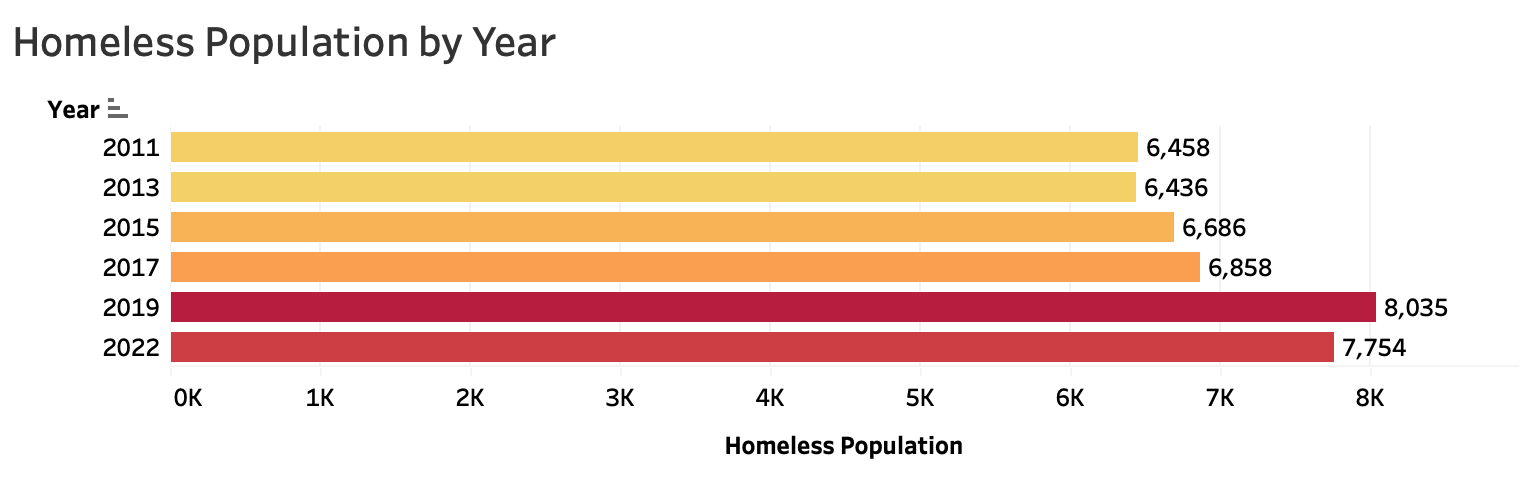 Homeless Population by Year
Year
2011 6,458
2013 6,436
2015 6,686
2017 6,858
2019 8,035
2022 7,754
0K 1K 2K 3K 4K 5K 6K 7K 8K
Homeless Population